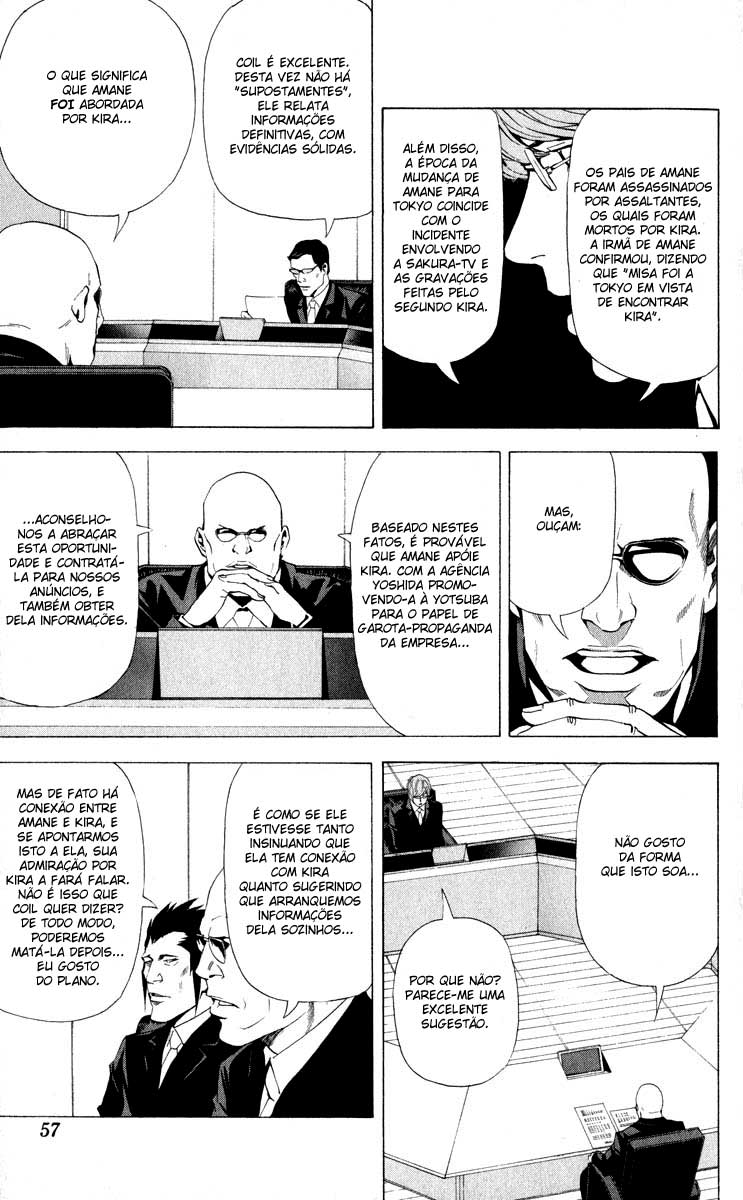 OS PAIS DE AMANE
FORAM ASSASSINADOS
POR ASSALTANTES,
OS QUAIS FORAM
MORTOS POR KIRA.
A IRMÃ DE AMANE
CONFIRMOU, DIZENDO
QUE "MISA FOI A
TOKYO EM VISTA
DE ENCONTRAR
KIRA".
ALÉM DISSO,
A ÉPOCA DA
MUDANÇA DE
AMANE PARA
TOKYO COINCIDE
COM O
INCIDENTE
ENVOLVENDO
A SAKURA-TV E
AS GRAVAÇÕES
FEITAS PELO
SEGUNDO KIRA.
COIL É EXCELENTE.
DESTA VEZ NÃO HÁ
"SUPOSTAMENTES",
ELE RELATA
INFORMAÇÕES
DEFINITIVAS, COM
EVIDÊNCIAS SÓLIDAS.
O QUE SIGNIFICA
QUE AMANE
FOI ABORDADA
POR KIRA...
MAS,
OUÇAM:
BASEADO NESTES
FATOS, É PROVÁVEL
QUE AMANE APÓIE
KIRA. COM A AGÊNCIA
YOSHIDA PROMO-
VENDO-A À YOTSUBA
PARA O PAPEL DE
GAROTA-PROPAGANDA
DA EMPRESA...
...ACONSELHO-
NOS A ABRAÇAR
ESTA OPORTUNI-
DADE E CONTRATÁ-
LA PARA NOSSOS
ANÚNCIOS, E
TAMBÉM OBTER
DELA INFORMAÇÕES.
NÃO GOSTO
DA FORMA
QUE ISTO SOA...
POR QUE NÃO?
PARECE-ME UMA
EXCELENTE
SUGESTÃO.
É COMO SE ELE
ESTIVESSE TANTO
INSINUANDO QUE
ELA TEM CONEXÃO
COM KIRA
QUANTO SUGERINDO
QUE ARRANQUEMOS
INFORMAÇÕES
DELA SOZINHOS...
MAS DE FATO HÁ
CONEXÃO ENTRE
AMANE E KIRA, E
SE APONTARMOS
ISTO A ELA, SUA
ADMIRAÇÃO POR
KIRA A FARÁ FALAR.
NÃO É ISSO QUE
COIL QUER DIZER?
DE TODO MODO,
PODEREMOS
MATÁ-LA DEPOIS...
EU GOSTO
DO PLANO.
57